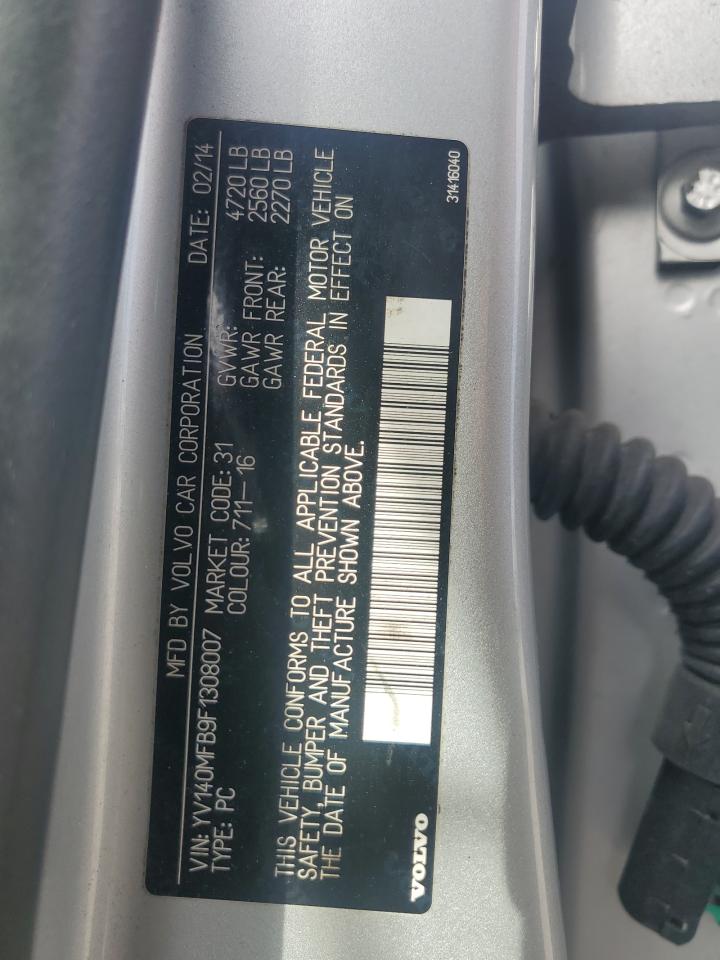 MFD BY VOLVO CAR CORPORATION DATE: 02/14
VIN: YV140MFB9F1308007 MARKET CODE: 31 GVWR: 4720 LB
TYPE: PC COLOUR: 711-16 GAWR FRONT: 2560 LB
GAWR REAR: 2270 LB
THIS VEHICLE CONFORMS TO ALL APPLICABLE FEDERAL MOTOR VEHICLE
SAFETY, BUMPER AND THEFT PREVENTION STANDARDS IN EFFECT ON
THE DATE OF MANUFACTURE SHOWN ABOVE.
VOLVO 31416040